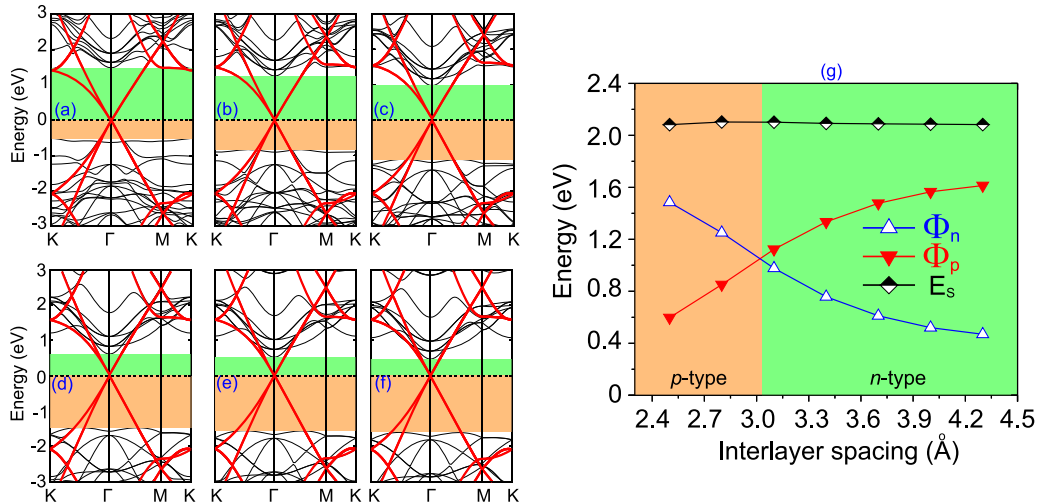 3
2
1
0
-1
-2
-3
Energy (eV)
(a)
K Γ M K
(b)
K Γ M K
(c)
K Γ M K
3
2
1
0
-1
-2
-3
Energy (eV)
(d)
K Γ M K
(e)
K Γ M K
(f)
K Γ M K
(g)
2.4
2.0
1.6
1.2
0.8
0.4
0
Energy (eV)
Φn
Φp
Es
p-type n-type
2.4 2.7 3.0 3.3 3.6 3.9 4.2 4.5
Interlayer spacing (Å)